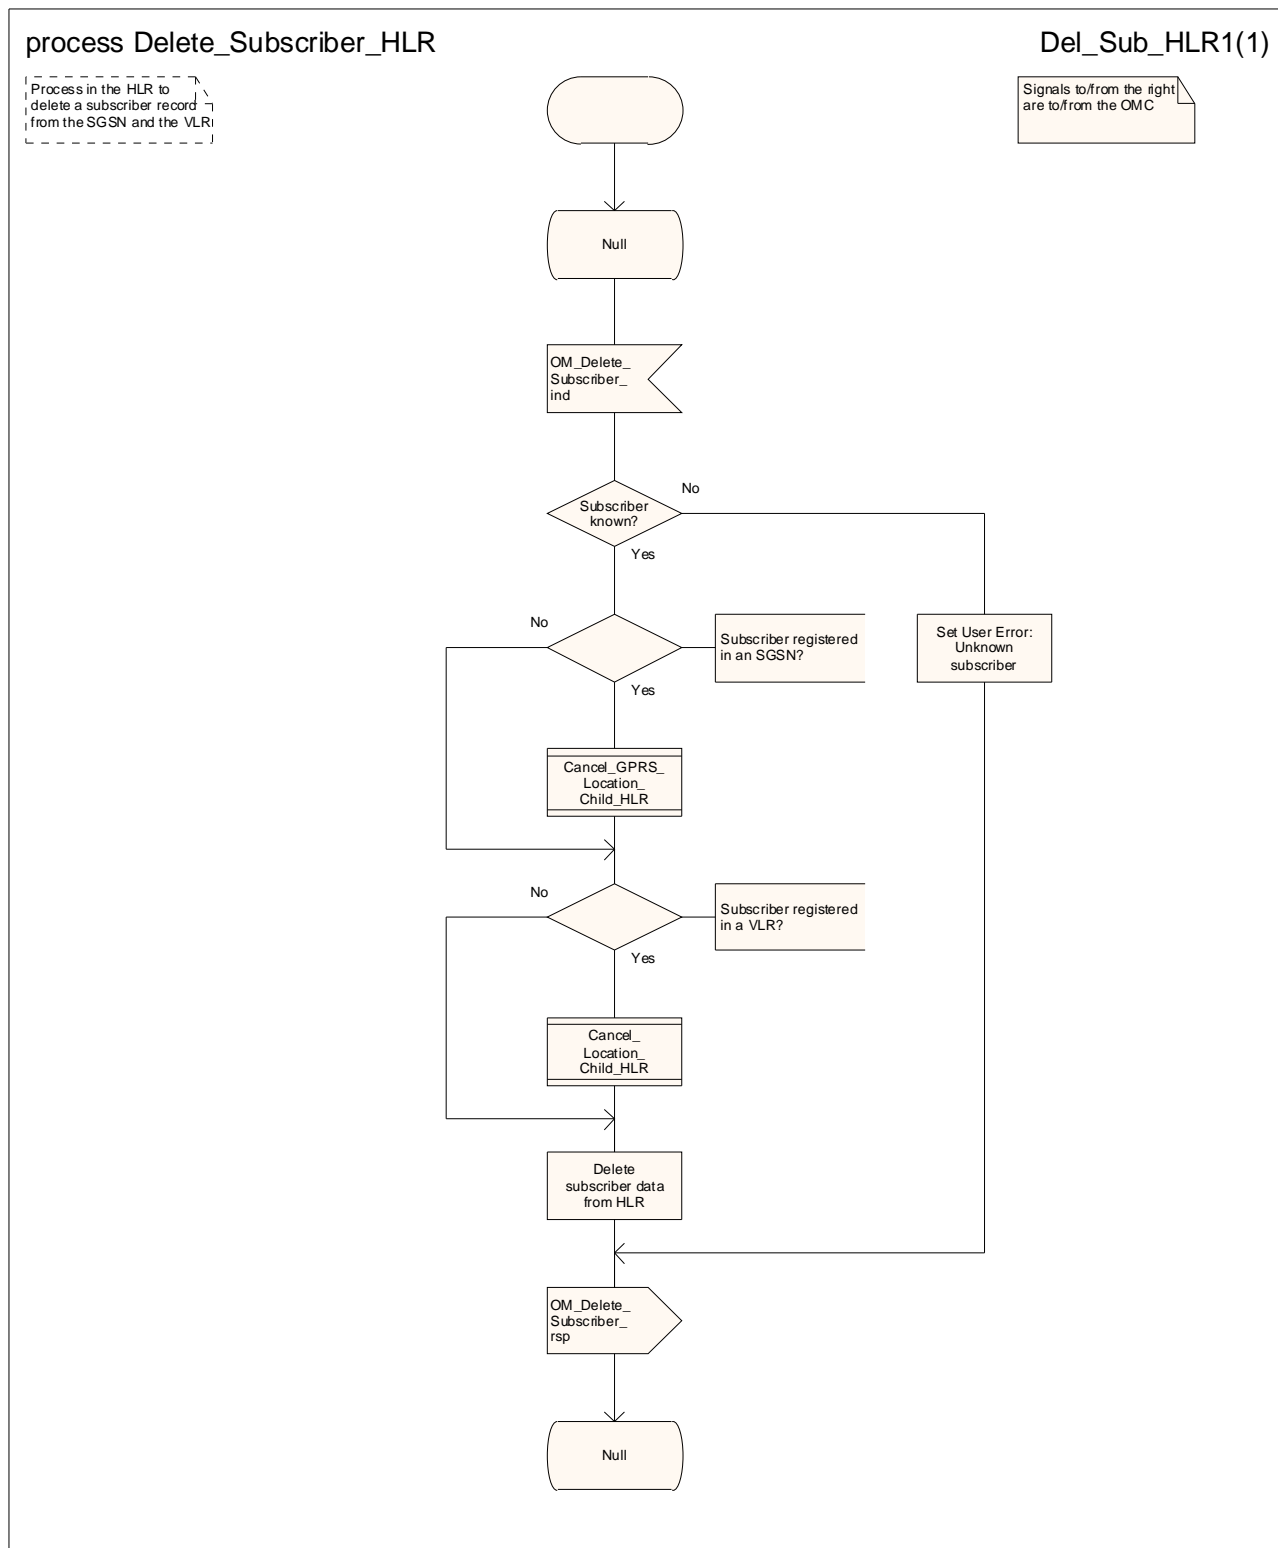 process Delete_Subscriber_HLR
Del_Sub_HLR1(1)
Process in the HLR to
delete a subscriber record
from the SGSN and the VLR
Signals to/from the right
are to/from the OMC
Null
OM_Delete_
Subscriber_
ind
Subscriber
known?
No
Yes
No
Subscriber registered
in an SGSN?
Set User Error:
Unknown
subscriber
Yes
Cancel_GPRS_
Location_
Child_HLR
No
Subscriber registered
in a VLR?
Yes
Cancel_
Location_
Child_HLR
Delete
subscriber data
from HLR
OM_Delete_
Subscriber_
rsp
Null